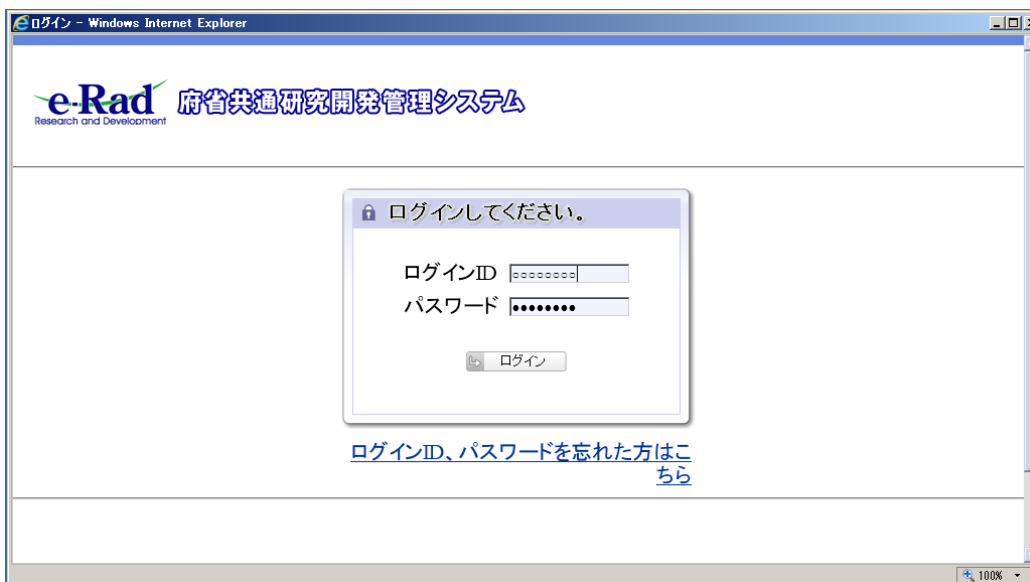 ログイン - Windows Internet Explorer
e-Rad 府省共通研究開発管理システム
Research and Development
ログインしてください。
ログインID ○○○○○○○○
パスワード ●●●●●●●●
ログイン
ログインID、パスワードを忘れた方はこ
ちら
100%